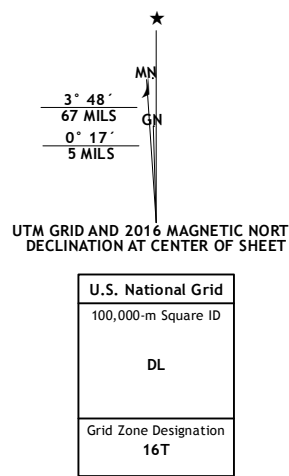 MN
3° 48´
67 MILS
GN
0° 17´
5 MILS
UTM GRID AND 2016 MAGNETIC NORT
DECLINATION AT CENTER OF SHEET
U.S. National Grid
100,000-m Square ID
DL
Grid Zone Designation
16T